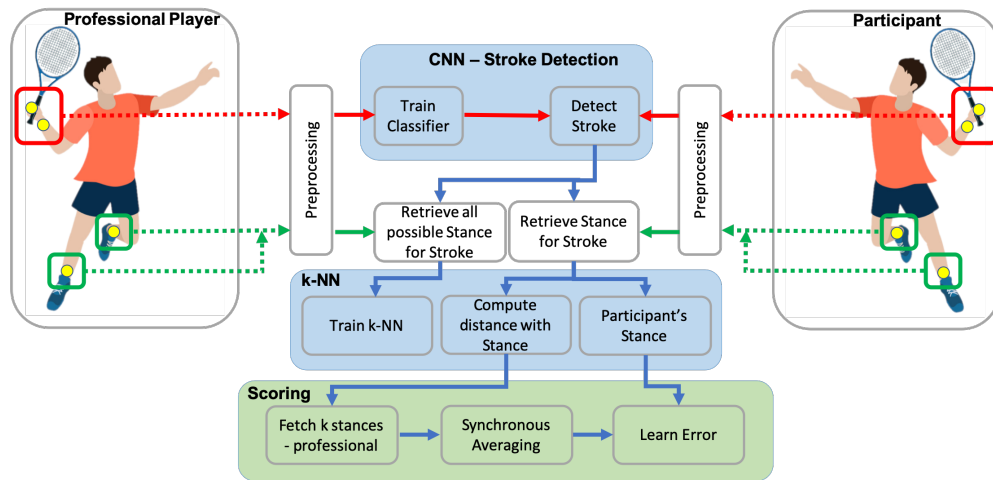 Professional Player
Participant
CNN – Stroke Detection
Train
Classifier
Detect
Stroke
Preprocessing
Preprocessing
Retrieve all
possible Stance
for Stroke
Retrieve Stance
for Stroke
k-NN
Train k-NN
Compute
distance with
Stance
Participant's
Stance
Scoring
Fetch k stances
- professional
Synchronous
Averaging
Learn Error